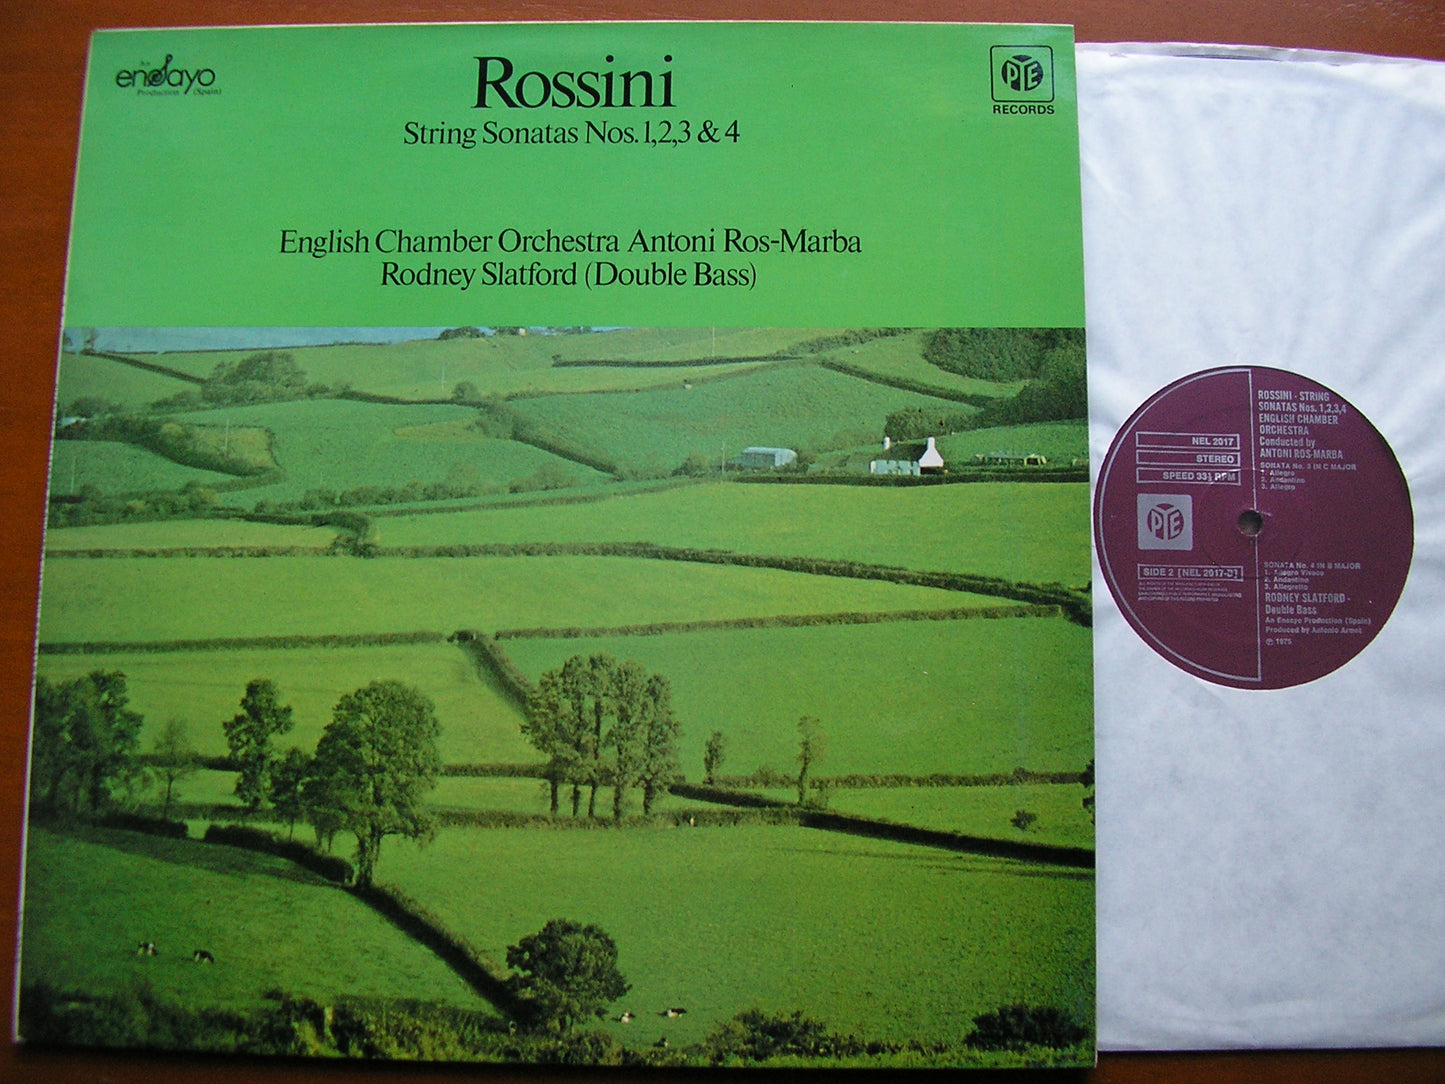 An
ensayo
Production (Spain)
Rossini
String Sonatas Nos. 1,2,3 & 4
PYE
RECORDS
English Chamber Orchestra Antoni Ros-Marba
Rodney Slatford (Double Bass)
ROSSINI - STRING
SONATAS Nos. 1,2,3,4
ENGLISH CHAMBER
ORCHESTRA
Conducted by
ANTONI ROS-MARBA
NEL 2017
STEREO
SPEED 33⅓ RPM
SONATA No. 3 IN C MAJOR
1. Allegro
2. Andantino
3. Allegro
PYE
SIDE 2 [NEL 2017-B]
SONATA No. 4 IN B MAJOR
1. Allegro Vivace
2. Andantino
3. Allegretto
RODNEY SLATFORD -
Double Bass
An Ensayo Production (Spain)
Produced by Antonio Armet
℗ 1975